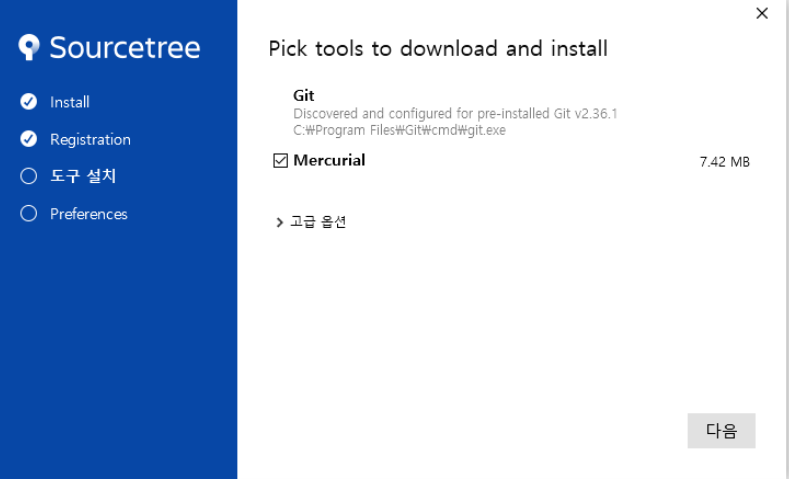 Sourcetree
Install
Registration
도구 설치
Preferences
Pick tools to download and install
Git
Discovered and configured for pre-installed Git v2.36.1
C:₩Program Files₩Git₩cmd₩git.exe
Mercurial 7.42 MB
고급 옵션
다음